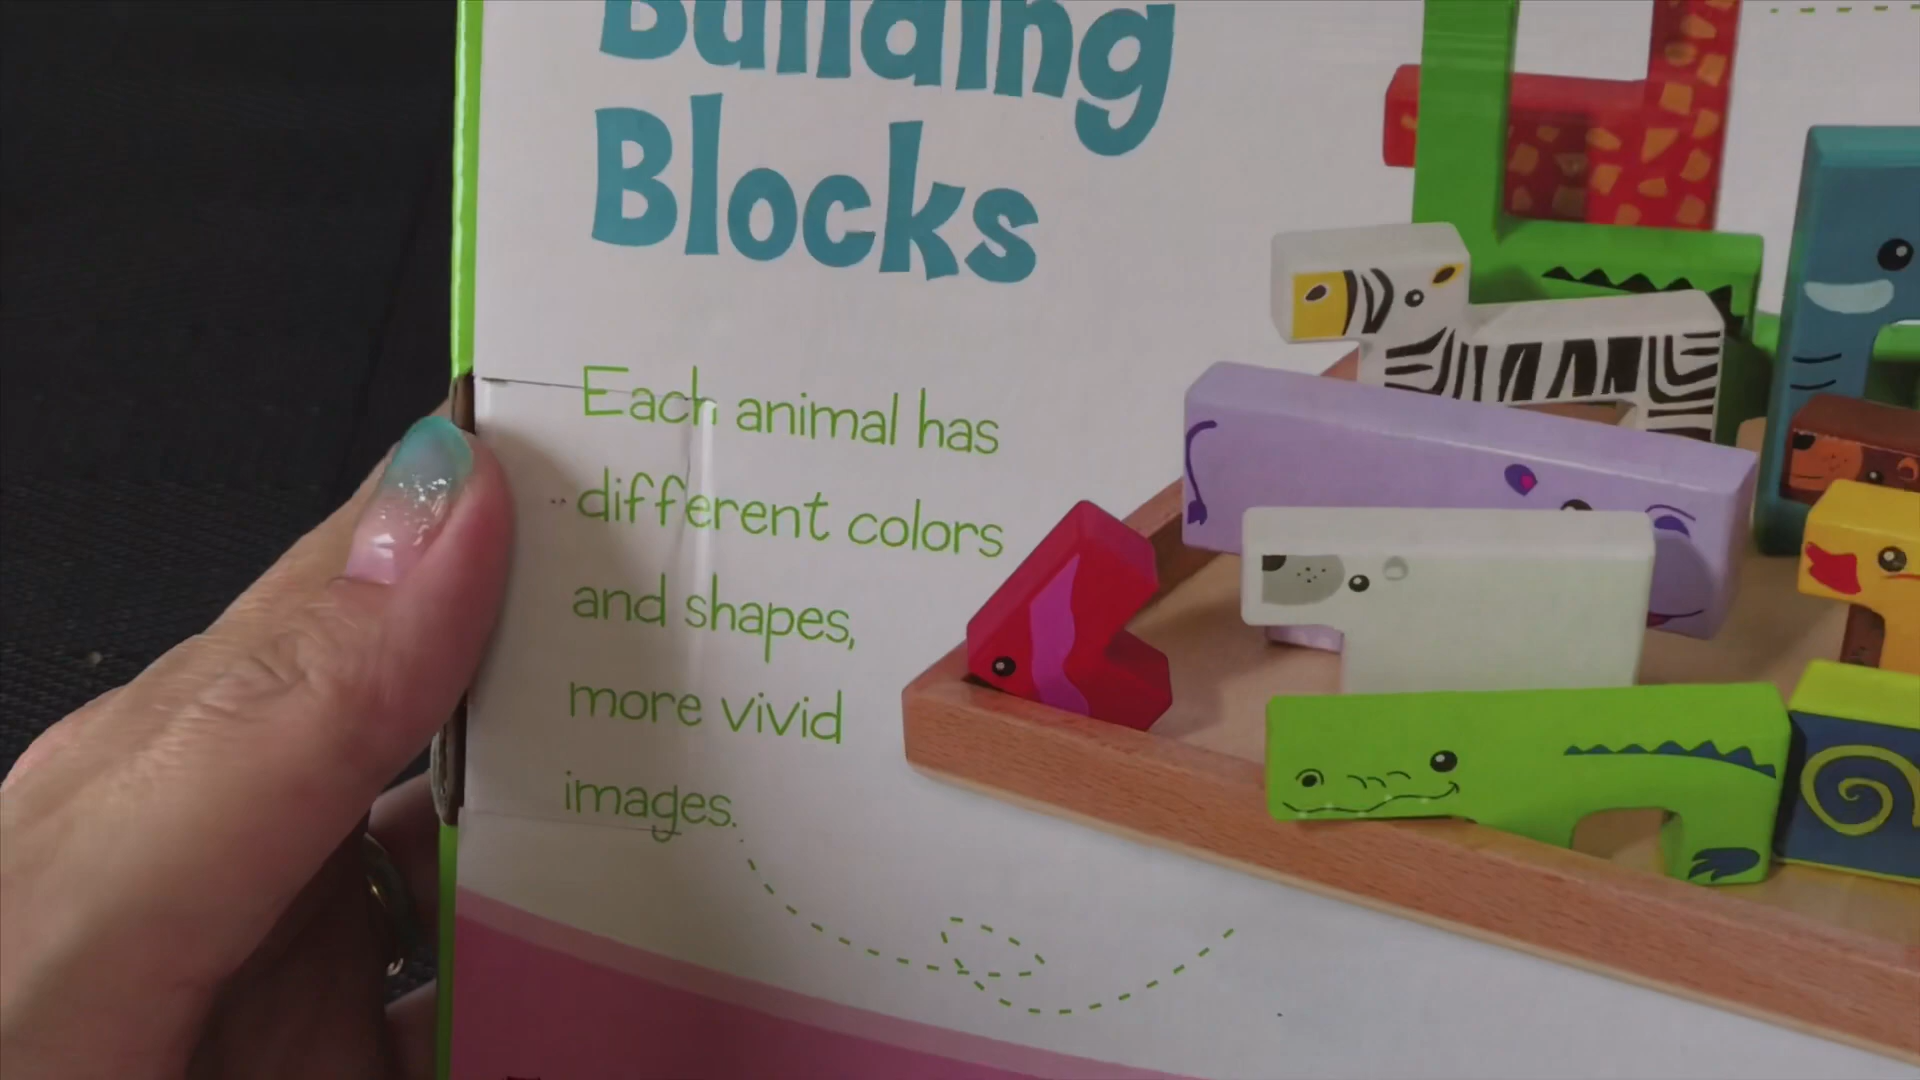 Building
Blocks
Each animal has
different colors
and shapes,
more vivid
images.